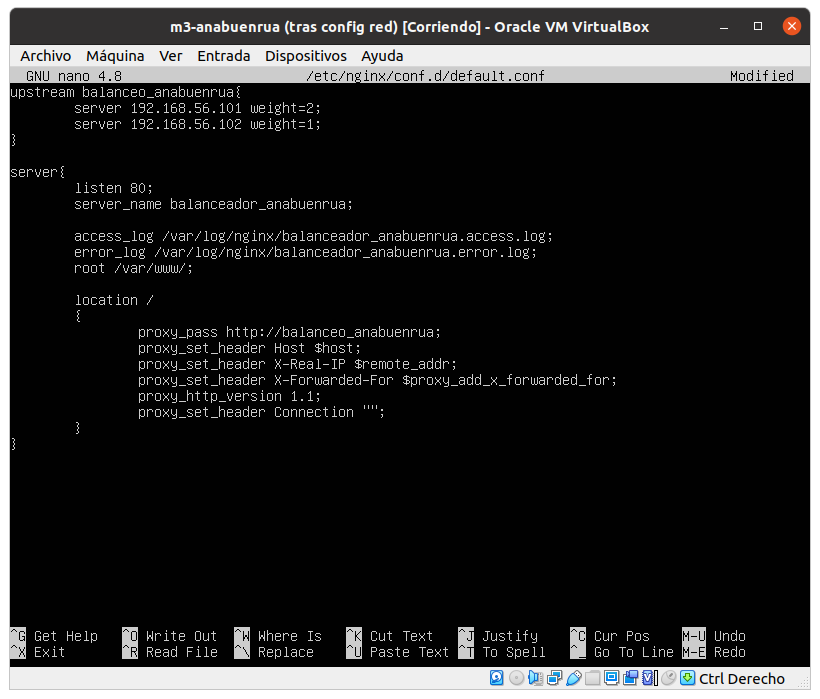 m3-anabuenrua (tras config red) [Corriendo] - Oracle VM VirtualBox
Archivo Máquina Ver Entrada Dispositivos Ayuda
GNU nano 4.8 /etc/nginx/conf.d/default.conf Modified
upstream balanceo_anabuenrua{
        server 192.168.56.101 weight=2;
        server 192.168.56.102 weight=1;
}
server{
        listen 80;
        server_name balanceador_anabuenrua;
        access_log /var/log/nginx/balanceador_anabuenrua.access.log;
        error_log /var/log/nginx/balanceador_anabuenrua.error.log;
        root /var/www/;
        location /
        {
                proxy_pass http://balanceo_anabuenrua;
                proxy_set_header Host $host;
                proxy_set_header X-Real-IP $remote_addr;
                proxy_set_header X-Forwarded-For $proxy_add_x_forwarded_for;
                proxy_http_version 1.1;
                proxy_set_header Connection "";
        }
}
^G Get Help ^O Write Out ^W Where Is ^K Cut Text ^J Justify ^C Cur Pos M-U Undo
^X Exit ^R Read File ^\ Replace ^U Paste Text ^T To Spell ^_ Go To Line M-E Redo
Ctrl Derecho